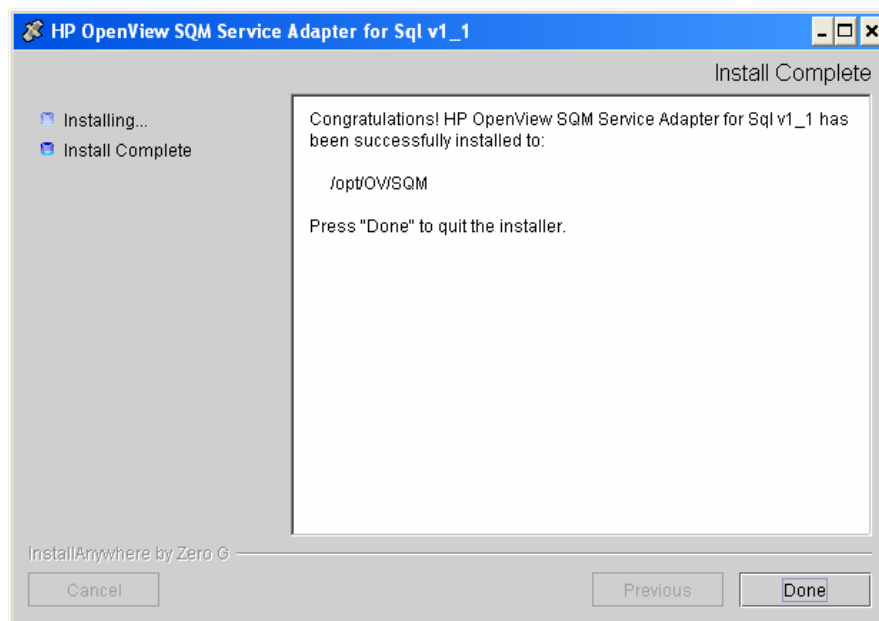 HP OpenView SQM Service Adapter for Sql v1_1
Install Complete
Installing...
Install Complete
Congratulations! HP OpenView SQM Service Adapter for Sql v1_1 has
been successfully installed to:
/opt/OV/SQM
Press "Done" to quit the installer.
InstallAnywhere by Zero G
Cancel
Previous
Done